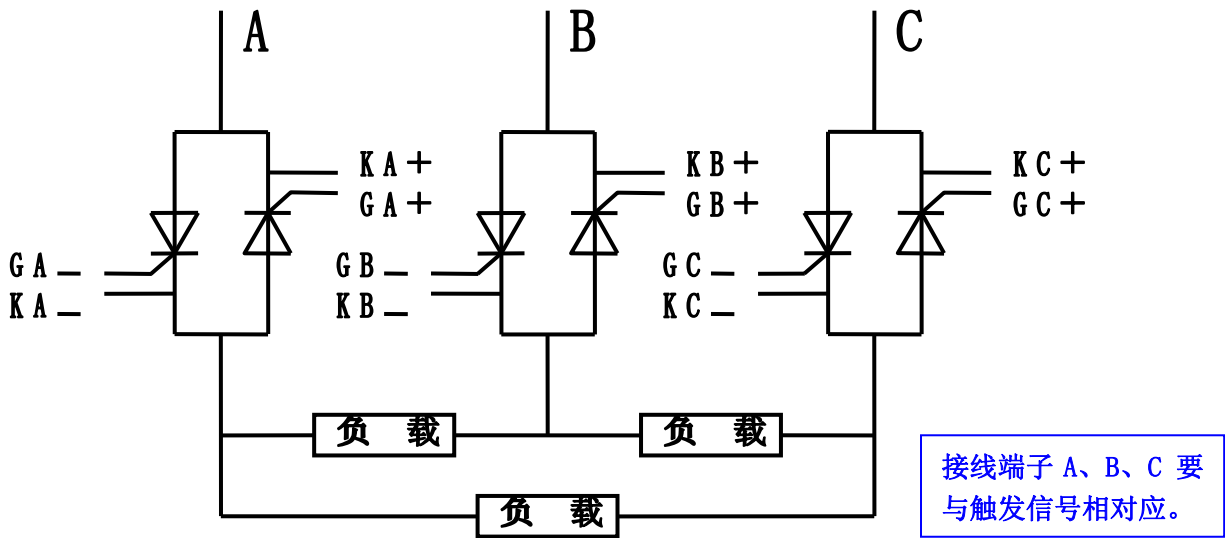 A
B
C
KA+
GA+
KB+
GB+
KC+
GC+
GA_
KA_
GB_
KB_
GC_
KC_
负 载
负 载
负 载
接线端子 A、B、C 要
与触发信号相对应。